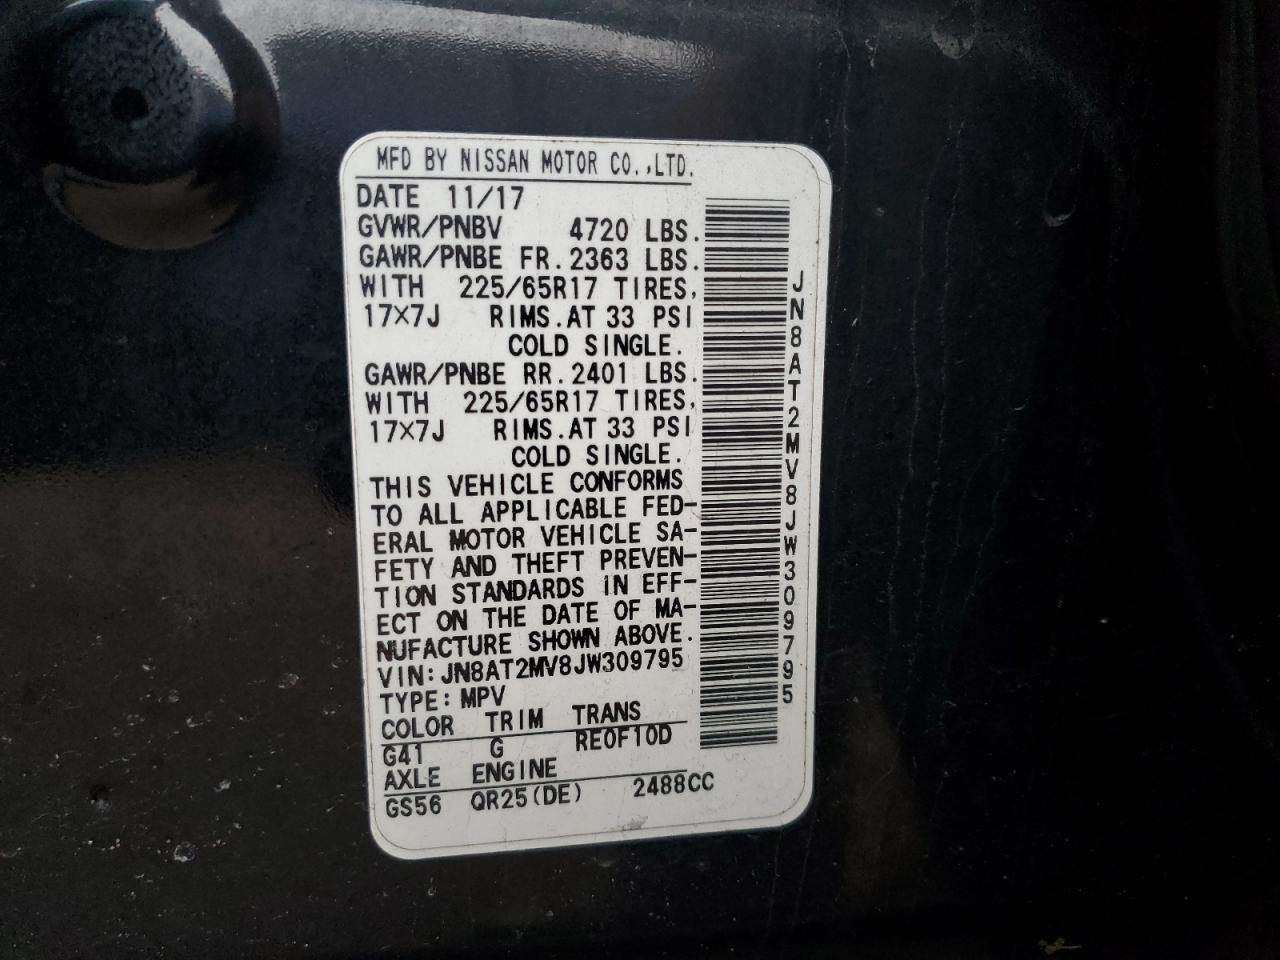 MFD BY NISSAN MOTOR CO.,LTD.
DATE 11/17
GVWR/PNBV 4720 LBS.
GAWR/PNBE FR.2363 LBS.
WITH 225/65R17 TIRES,
17×7J RIMS.AT 33 PSI
COLD SINGLE.
GAWR/PNBE RR.2401 LBS.
WITH 225/65R17 TIRES,
17×7J RIMS.AT 33 PSI
COLD SINGLE.
THIS VEHICLE CONFORMS
TO ALL APPLICABLE FED-
ERAL MOTOR VEHICLE SA-
FETY AND THEFT PREVEN-
TION STANDARDS IN EFF-
ECT ON THE DATE OF MA-
NUFACTURE SHOWN ABOVE.
VIN:JN8AT2MV8JW309795
TYPE:MPV
COLOR TRIM TRANS
G41 G RE0F10D
AXLE ENGINE
GS56 QR25(DE) 2488CC
JN8AT2MV8JW309795